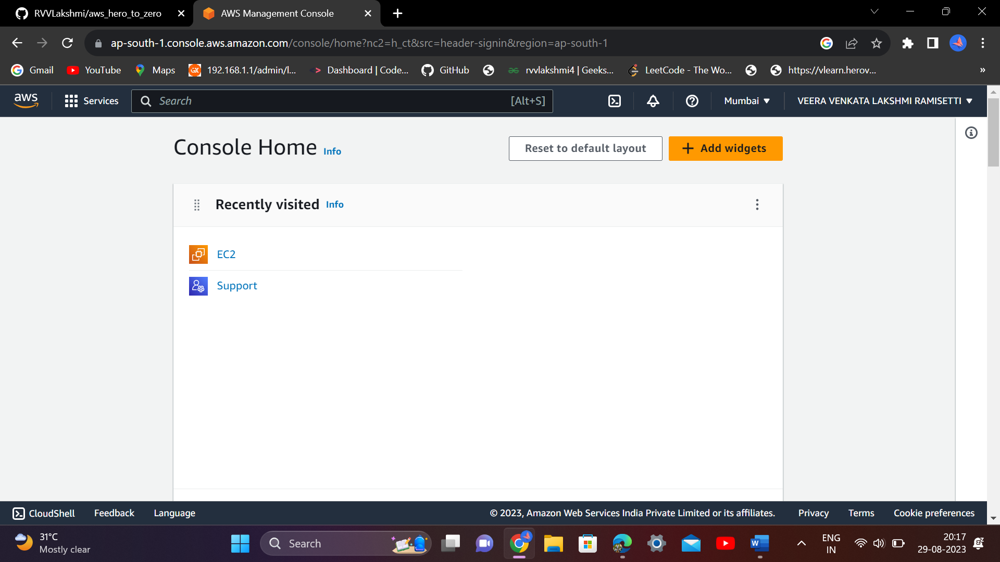 RVVLakshmi/aws_hero_to_zero
AWS Management Console
ap-south-1.console.aws.amazon.com/console/home?nc2=h_ct&src=header-signin&region=ap-south-1
Gmail
YouTube
Maps
192.168.1.1/admin/l...
Dashboard | Code...
GitHub
rvvlakshmi4 | Geeks...
LeetCode - The Wo...
https://vlearn.herov...
»
aws
Services
Search
[Alt+S]
Mumbai
VEERA VENKATA LAKSHMI RAMISETTI
Console Home Info
Reset to default layout
+ Add widgets
Recently visited Info
EC2
Support
CloudShell
Feedback
Language
© 2023, Amazon Web Services India Private Limited or its affiliates.
Privacy
Terms
Cookie preferences
31°C
Mostly clear
Search
ENG
IN
20:17
29-08-2023